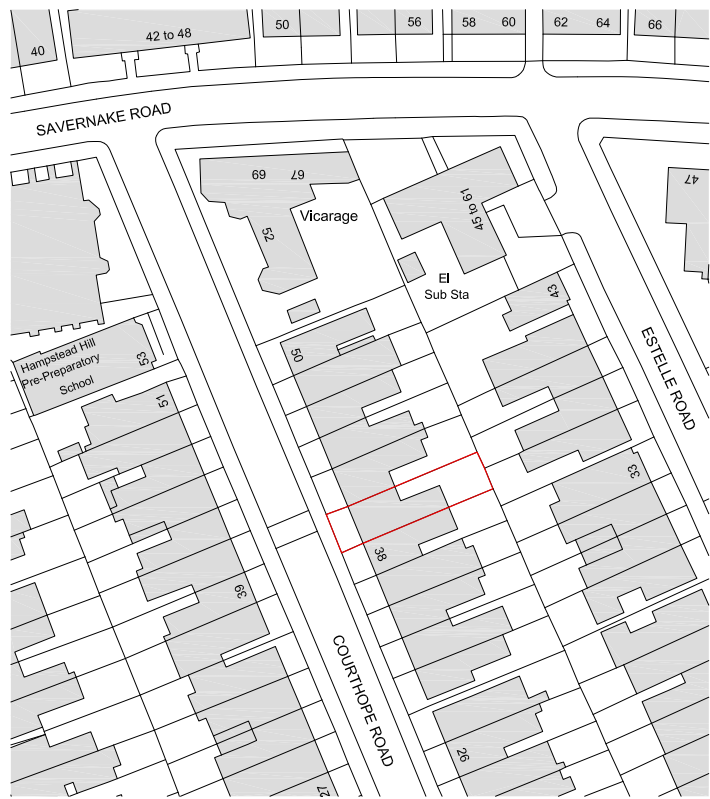 50
56
58
60
62
64
66
40
42 to 48
SAVERNAKE ROAD
69
67
47
52
Vicarage
45 to 61
El
Sub Sta
43
50
ESTELLE ROAD
Hampstead Hill
Pre-Preparatory
School
53
51
33
38
39
COURTHOPE ROAD
26
27